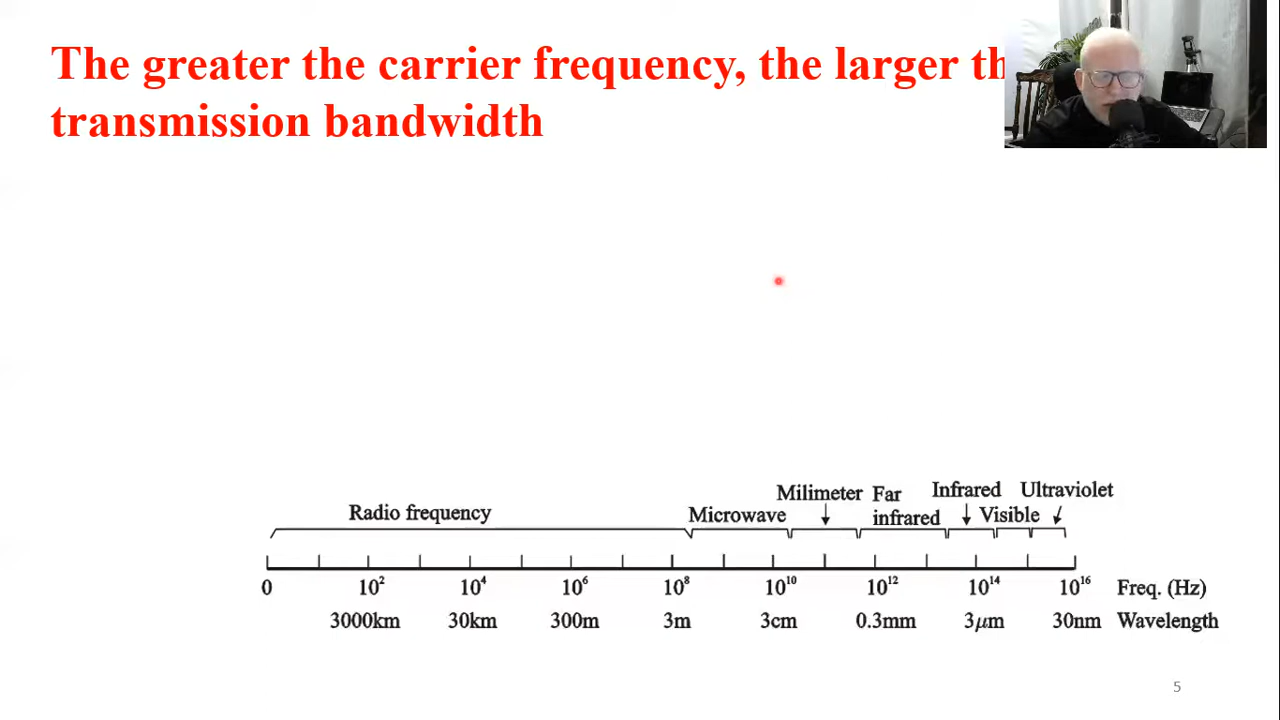 The greater the carrier frequency, the larger
transmission bandwidth
Milimeter Far Infrared Ultraviolet
Radio frequency Microwave infrared Visible
0 10² 10⁴ 10⁶ 10⁸ 10¹⁰ 10¹² 10¹⁴ 10¹⁶ Freq. (Hz)
3000km 30km 300m 3m 3cm 0.3mm 3μm 30nm Wavelength
5